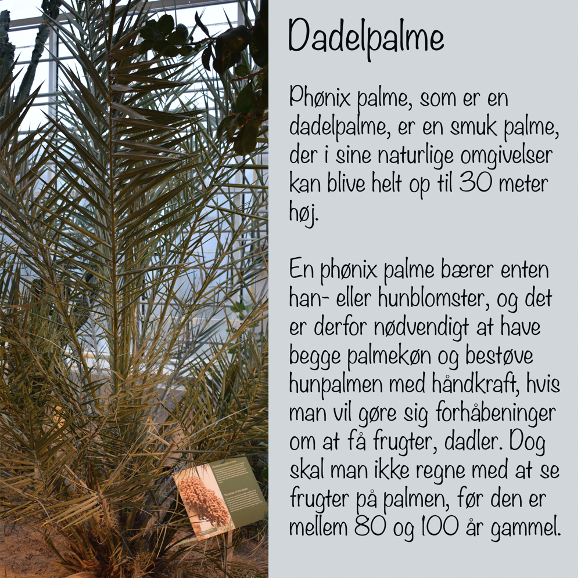 Dadelpalme
Phønix palme, som er en
dadelpalme, er en smuk palme,
der i sine naturlige omgivelser
kan blive helt op til 30 meter
høj.
En phønix palme bærer enten
han- eller hunblomster, og det
er derfor nødvendigt at have
begge palmekøn og bestøve
hunpalmen med håndkraft, hvis
man vil gøre sig forhåbeninger
om at få frugter, dadler. Dog
skal man ikke regne med at se
frugter på palmen, før den er
mellem 80 og 100 år gammel.